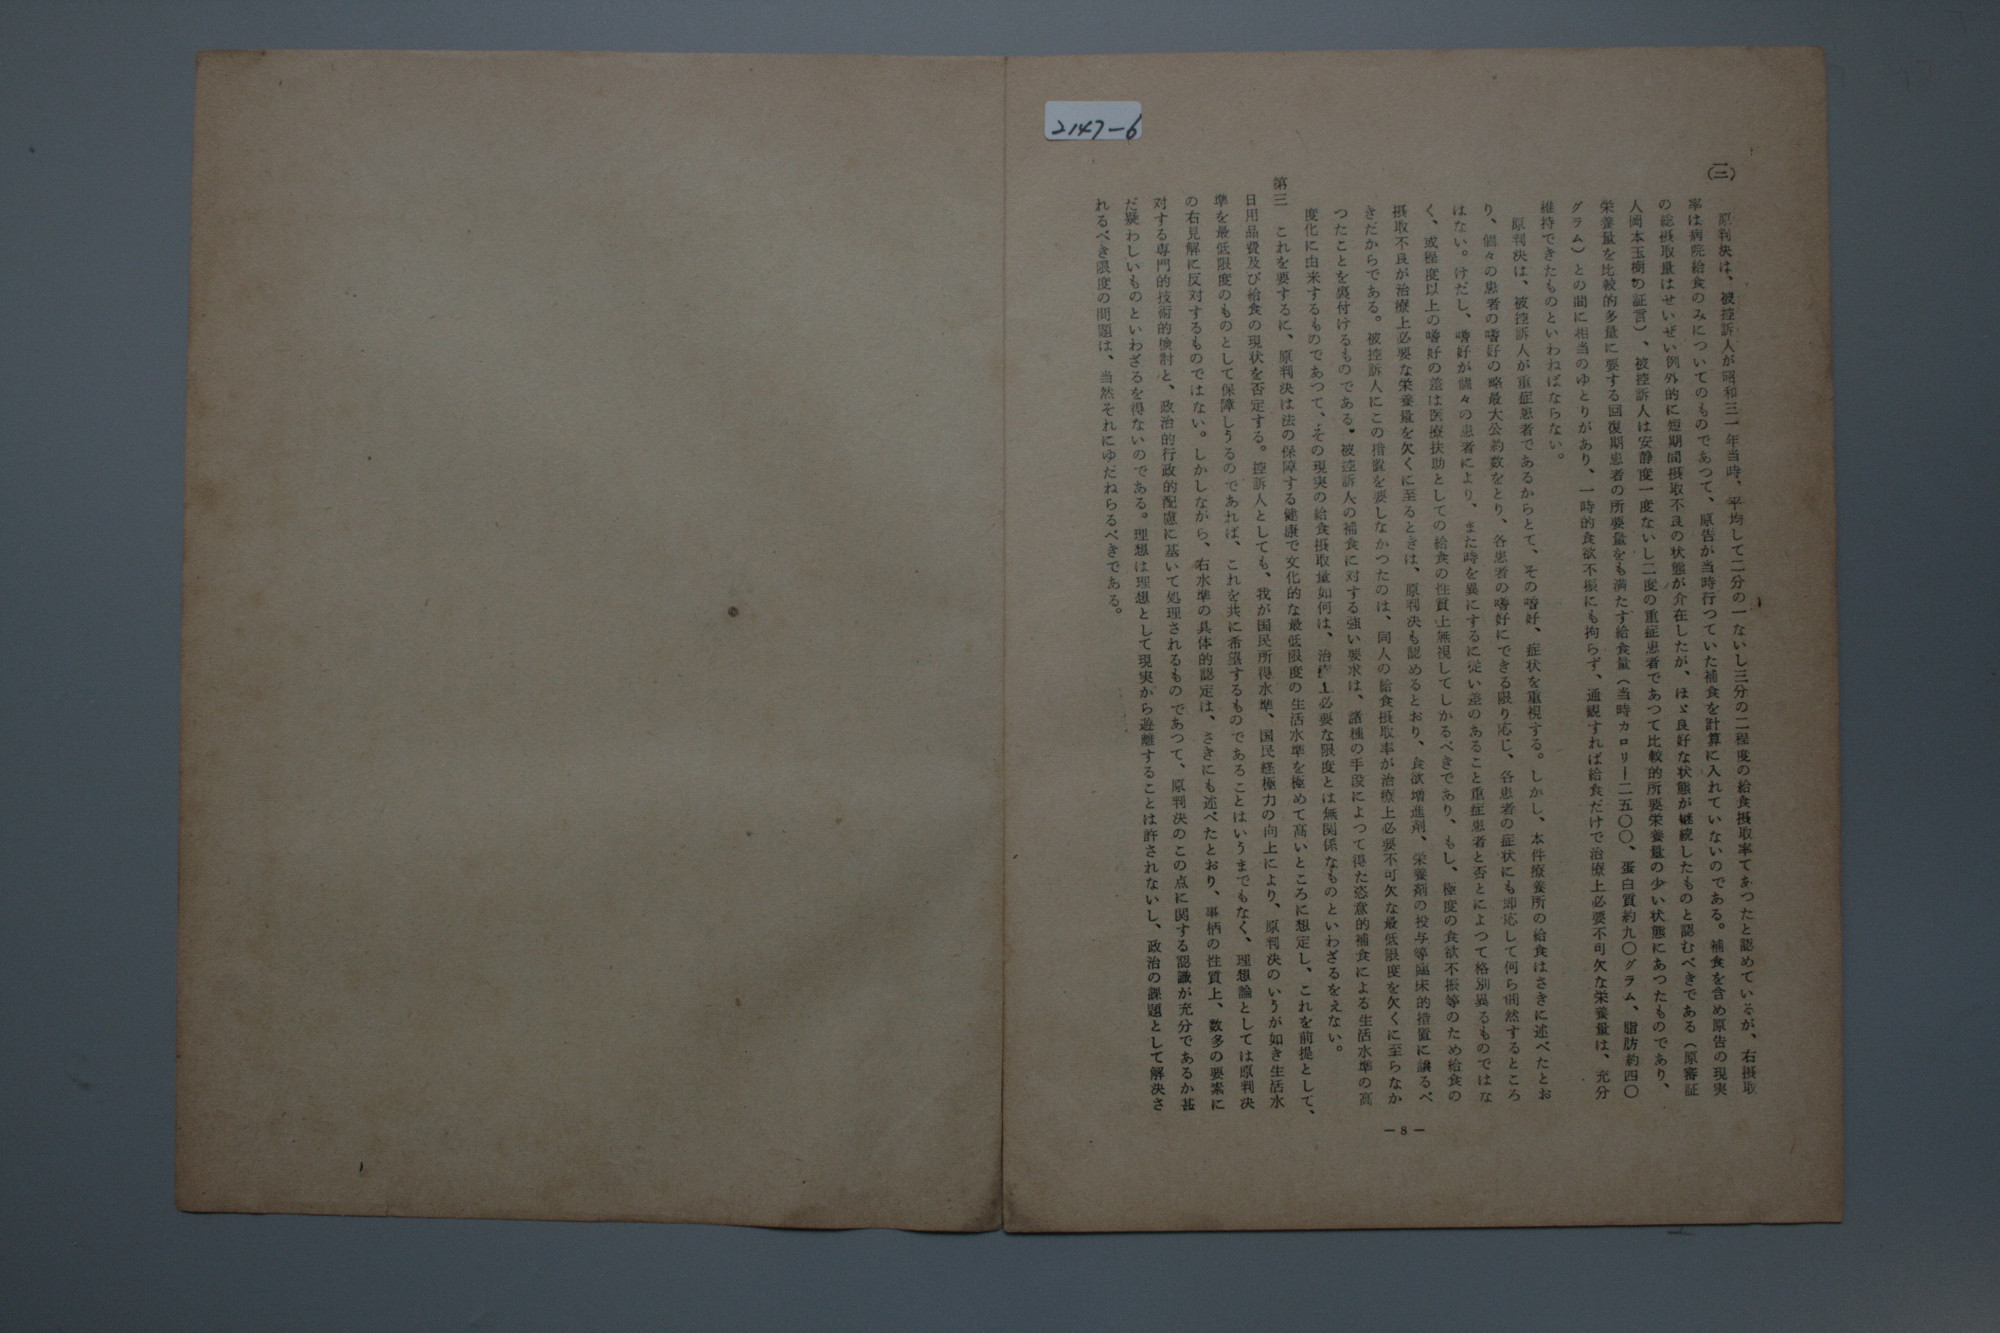 2147-6
(三)
原判決は、被控訴人が昭和三一年当時、平均して二分の一ないし三分の二程度の給食摂取率であつたと認めているが、右摂取
率は病院給食のみについてのものであつて、原告が当時行つていた補食を計算に入れていないのである。補食を含め原告の現実
の総摂取量はせいぜい例外的に短期間摂取不良の状態が介在したが、ほゞ良好な状態が継続したものと認むべきである(原審証
人岡本玉樹の証言)、被控訴人は安静度一度ないし二度の重症患者であつて比較的所要栄養量の少い状態にあつたものであり、
栄養量を比較的多量に要する回復期患者の所要量をも満たす給食量(当時カロリー二五〇〇、蛋白質約九〇グラム、脂肪約四〇
グラム)との間に相当のゆとりがあり、一時的食欲不振にも拘らず、通観すれば給食だけで治療上必要不可欠な栄養量は、充分
維持できたものといわねばならない。
原判決は、被控訴人が重症患者であるからとて、その嗜好、症状を重視する。しかし、本件療養所の給食はさきに述べたとお
り、個々の患者の嗜好の略最大公約数をとり、各患者の嗜好にできる限り応じ、各患者の症状にも即応して何ら間然するところ
はない。けだし、嗜好が個々の患者により、また時を異にするに従い差のあること重症患者と否とによつて格別異るものではな
く、或程度以上の嗜好の差は医療扶助としての給食の性質上無視してしかるべきであり、もし、極度の食欲不振等のため給食の
摂取不良が治療上必要な栄養量を欠くに至るときは、原判決も認めるとおり、食欲増進剤、栄養剤の投与等臨床的措置に譲るべ
きだからである。被控訴人にこの措置を要しなかつたのは、同人の給食摂取率が治療上必要不可欠な最低限度を欠くに至らなか
つたことを裏付けるものである。被控訴人の補食に対する強い要求は、諸種の手段によつて得た恣意的補食による生活水準の高
度化に由来するものであつて、その現実の給食摂取量如何は、治療上必要な限度とは無関係なものといわざるをえない。
第三 これを要するに、原判決は法の保障する健康で文化的な最低限度の生活水準を極めて高いところに想定し、これを前提として、
日用品費及び給食の現状を否定する。控訴人としても、我が国民所得水準、国民経極力の向上により、原判決のいうが如き生活水
準を最低限度のものとして保障しうるのであれば、これを共に希望するものであることはいうまでもなく、理想論としては原判決
の右見解に反対するものではない。しかしながら、右水準の具体的認定は、さきにも述べたとおり、事柄の性質上、数多の要素に
対する専門的技術的検討と、政治的行政的配慮に基いて処理されるものであつて、原判決のこの点に関する認識が充分であるか甚
だ疑わしいものといわざるを得ないのである。理想は理想として現実から遊離することは許されないし、政治の課題として解決さ
れるべき限度の問題は、当然それにゆだねらるべきである。
— 8 —